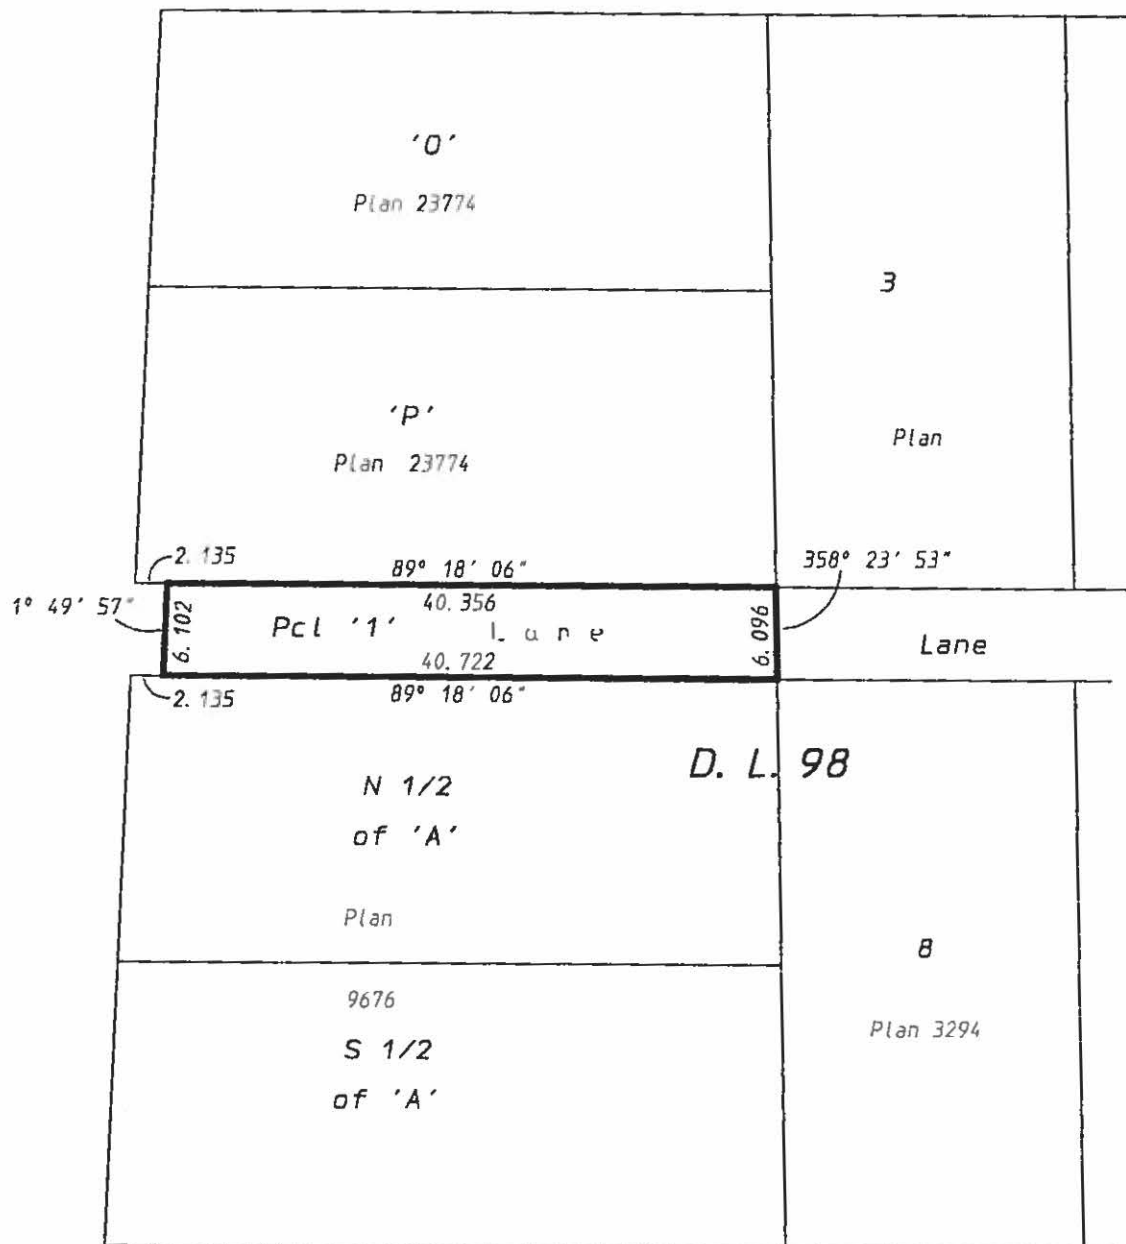 'O'
Plan 23774
3
'P'
Plan 23774
Plan
2.135
89° 18' 06"
358° 23' 53"
1° 49' 57"
6.102
40.356
Pcl '1'
Lane
6.096
Lane
40.722
2.135
89° 18' 06"
D. L. 98
N 1/2
of 'A'
Plan
8
9676
Plan 3294
S 1/2
of 'A'